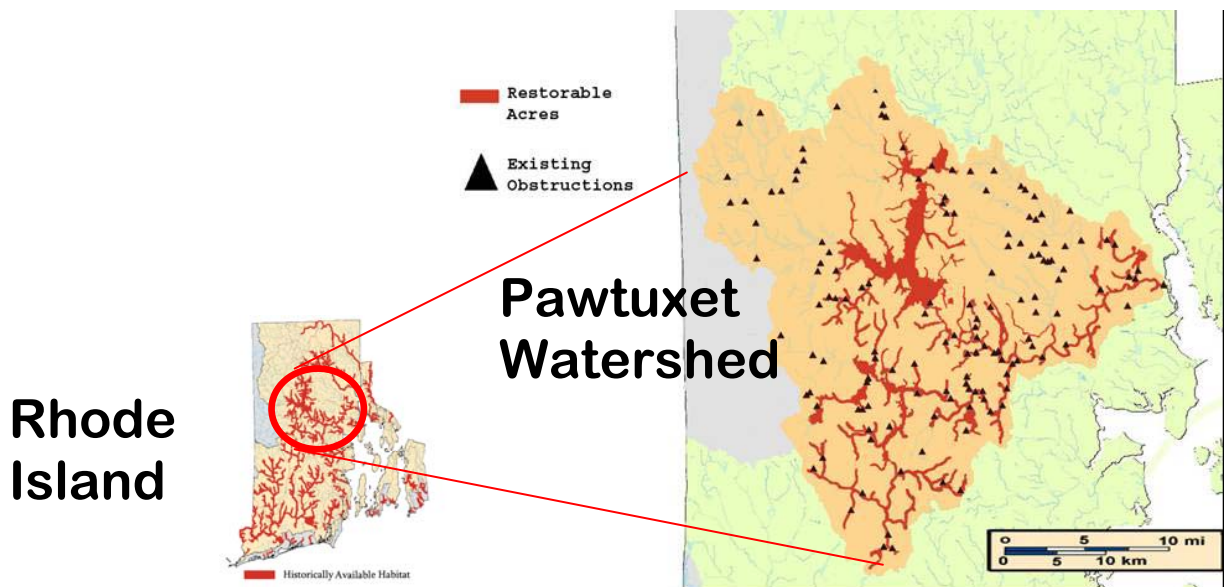 Restorable
Acres
Existing
Obstructions
Pawtuxet
Watershed
Rhode
Island
Historically Available Habitat
0 5 10 mi
0 5 10 km